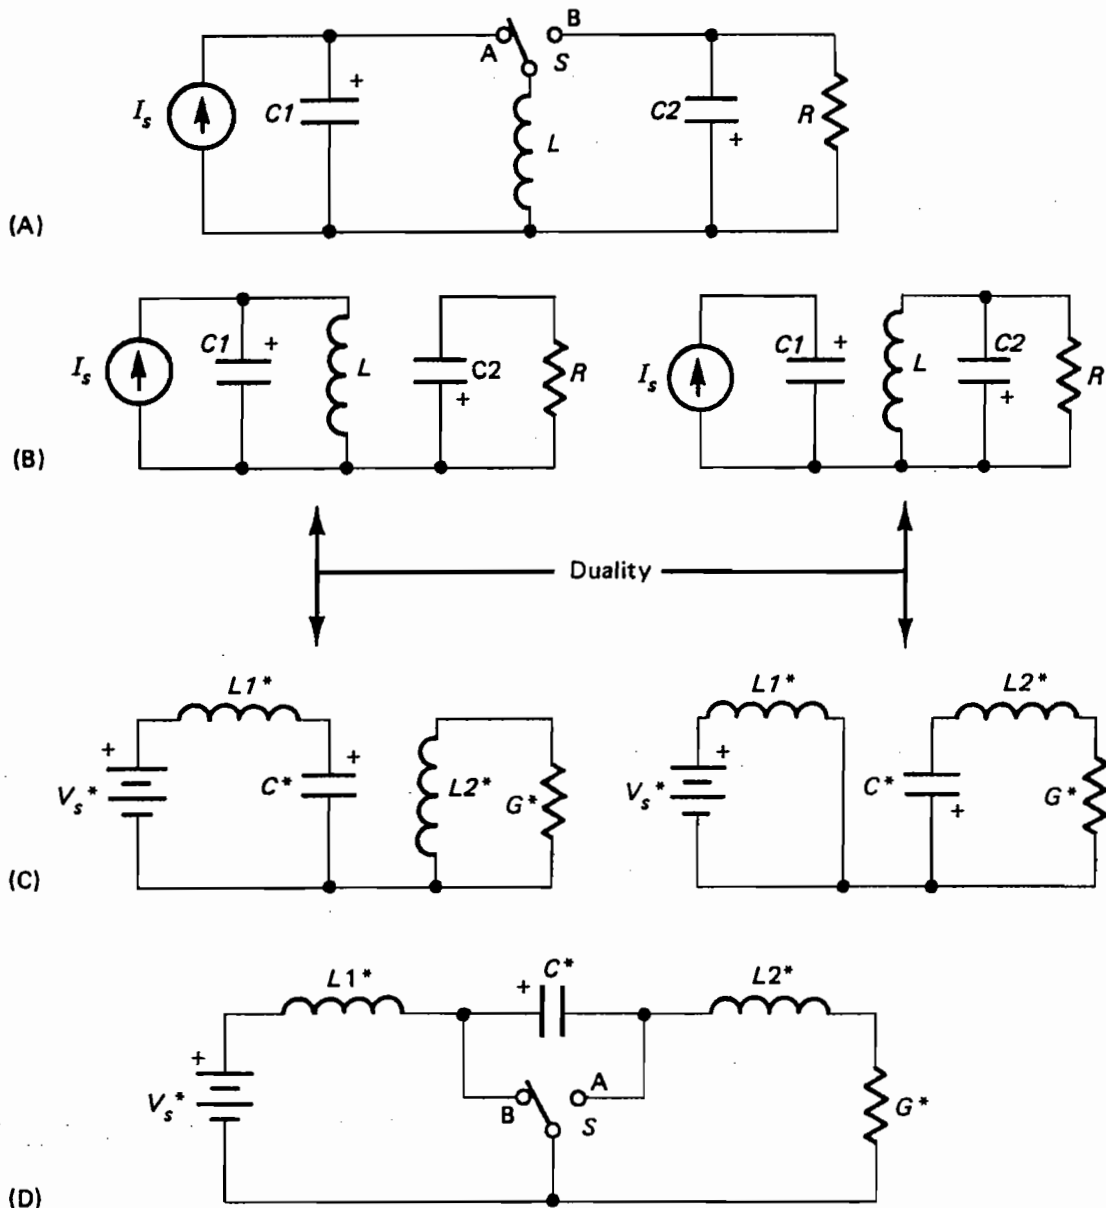 (A)
I_s
C1
+
A
B
S
L
C2
+
R
(B)
I_s
C1
+
L
C2
+
R
I_s
C1
+
L
C2
+
R
Duality
(C)
L1*
+
V_s*
+
C*
L2*
G*
L1*
+
V_s*
C*
+
L2*
G*
(D)
L1*
+
C*
L2*
+
V_s*
B
A
S
G*